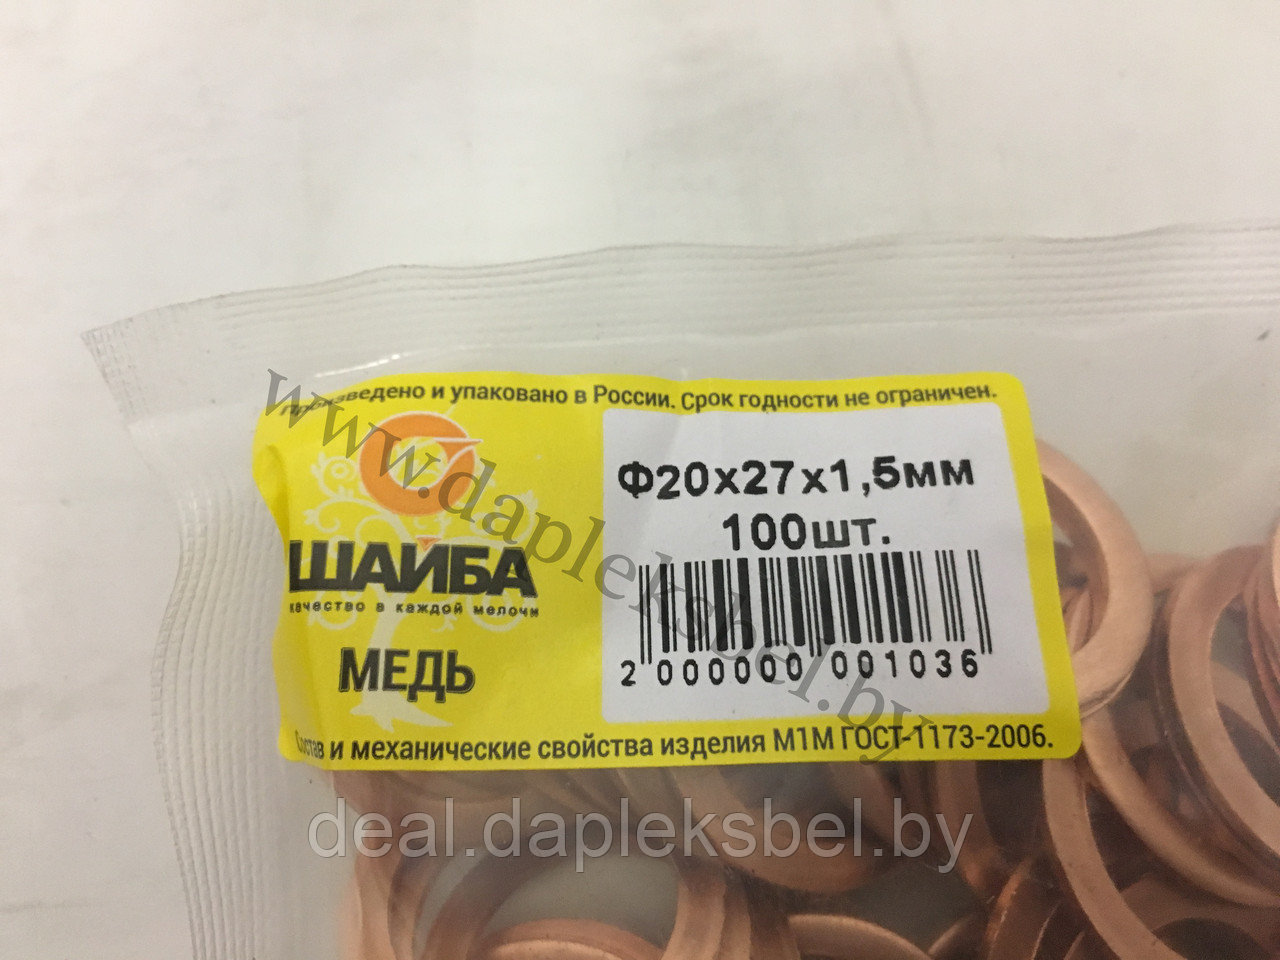 Произведено и упаковано в России. Срок годности не ограничен.
ШАЙБА
качество в каждой мелочи
МЕДЬ
Ф20х27х1,5мм
100шт.
2 000000 001036
Состав и механические свойства изделия М1М ГОСТ-1173-2006.
www.dapleksbel.by
deal.dapleksbel.by